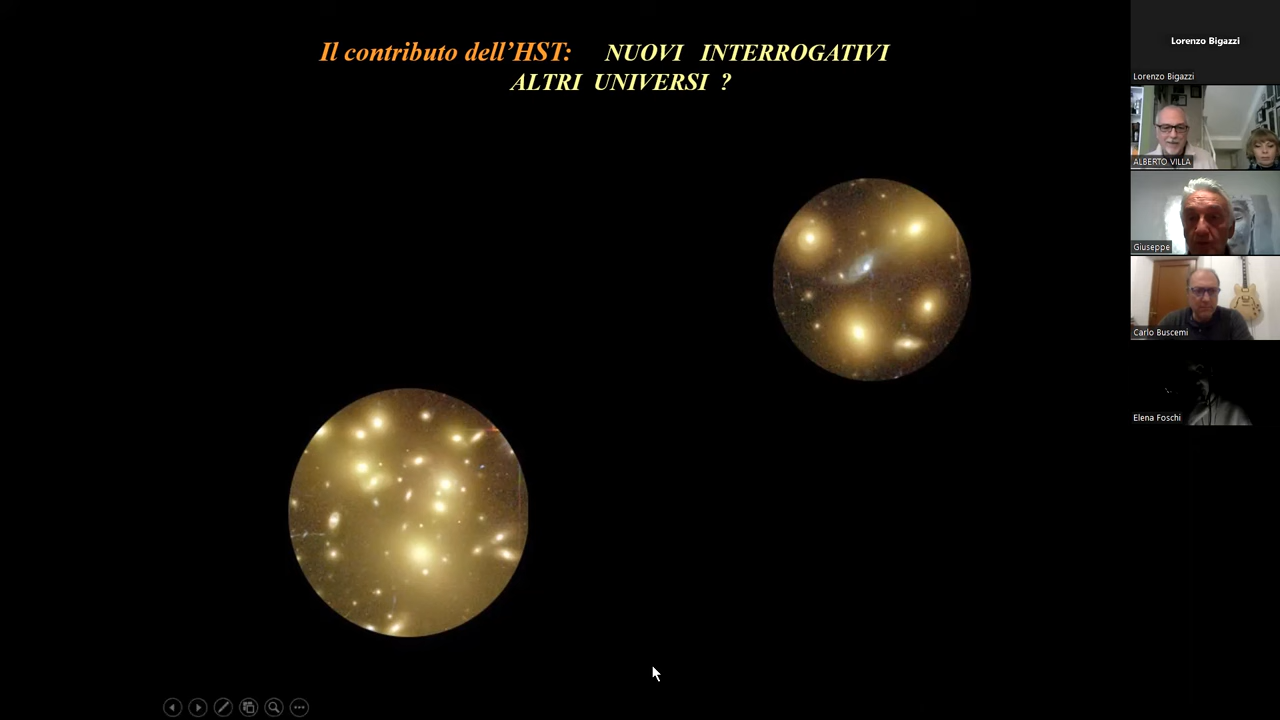 Il contributo dell’HST: NUOVI INTERROGATIVI
ALTRI UNIVERSI ?
Lorenzo Bigazzi
Lorenzo Bigazzi
ALBERTO VILLA
Giuseppe
Carlo Buscemi
Elena Foschi